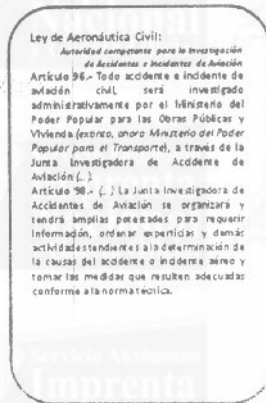 Ley de Aeronáutica Civil:
Autoridad competente para la Investigación
de Accidentes e Incidentes de Aviación
Artículo 96.- Todo accidente e incidente de
aviación civil, será investigado
administrativamente por el Ministerio del
Poder Popular para las Obras Públicas y
Vivienda (exonto, ahora Ministerio del Poder
Popular para el Transporte), a través de la
Junta Investigadora de Accidente de
Aviación (...)
Artículo 98.- (...) La Junta Investigadora de
Accidentes de Aviación se organizará y
tendrá amplias potestades para requerir
información, ordenar experticias y demás
actividades tendientes a la determinación de
la causas del accidente o incidente aéreo y
tomar las medidas que resulten adecuadas
conforme a la norma técnica.
Servicio Autónomo
Imprenta